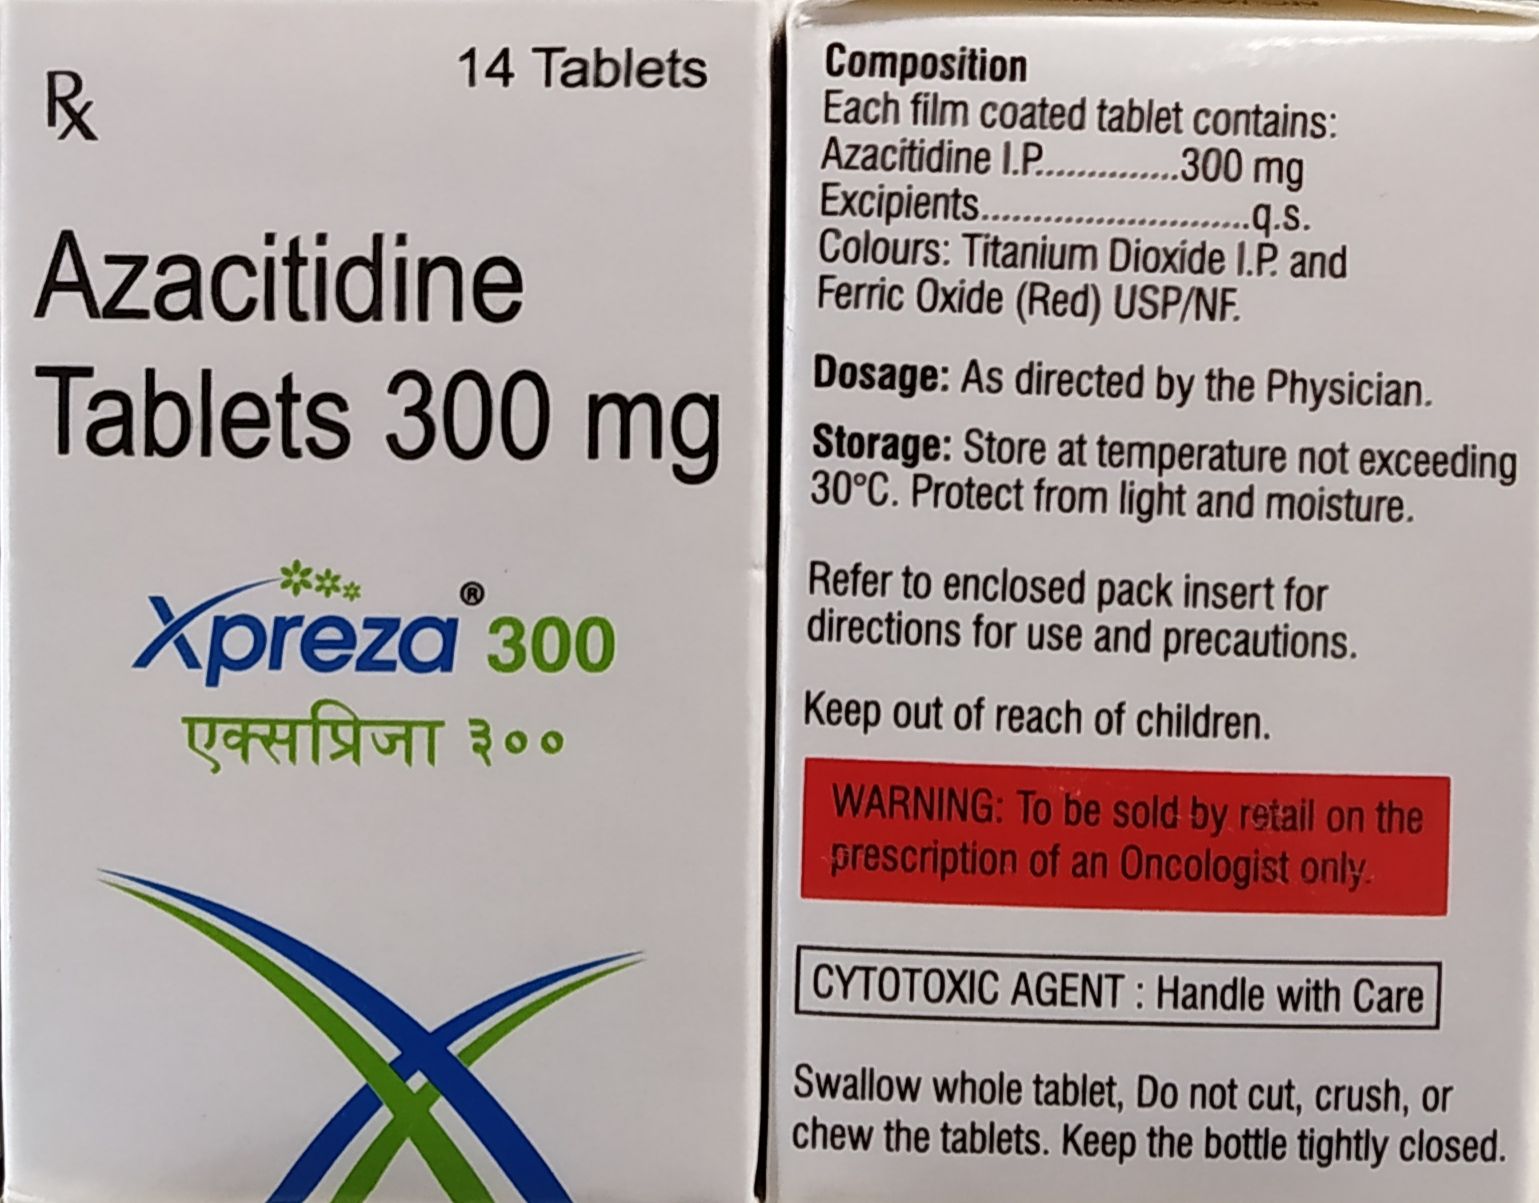 Rx
14 Tablets
Azacitidine
Tablets 300 mg
Xpreza® 300
एक्सप्रिजा ३००
Composition
Each film coated tablet contains:
Azacitidine I.P..............300 mg
Excipients..........................q.s.
Colours: Titanium Dioxide I.P. and
Ferric Oxide (Red) USP/NF.
Dosage: As directed by the Physician.
Storage: Store at temperature not exceeding
30°C. Protect from light and moisture.
Refer to enclosed pack insert for
directions for use and precautions.
Keep out of reach of children.
WARNING: To be sold by retail on the
prescription of an Oncologist only.
CYTOTOXIC AGENT : Handle with Care
Swallow whole tablet, Do not cut, crush, or
chew the tablets. Keep the bottle tightly closed.